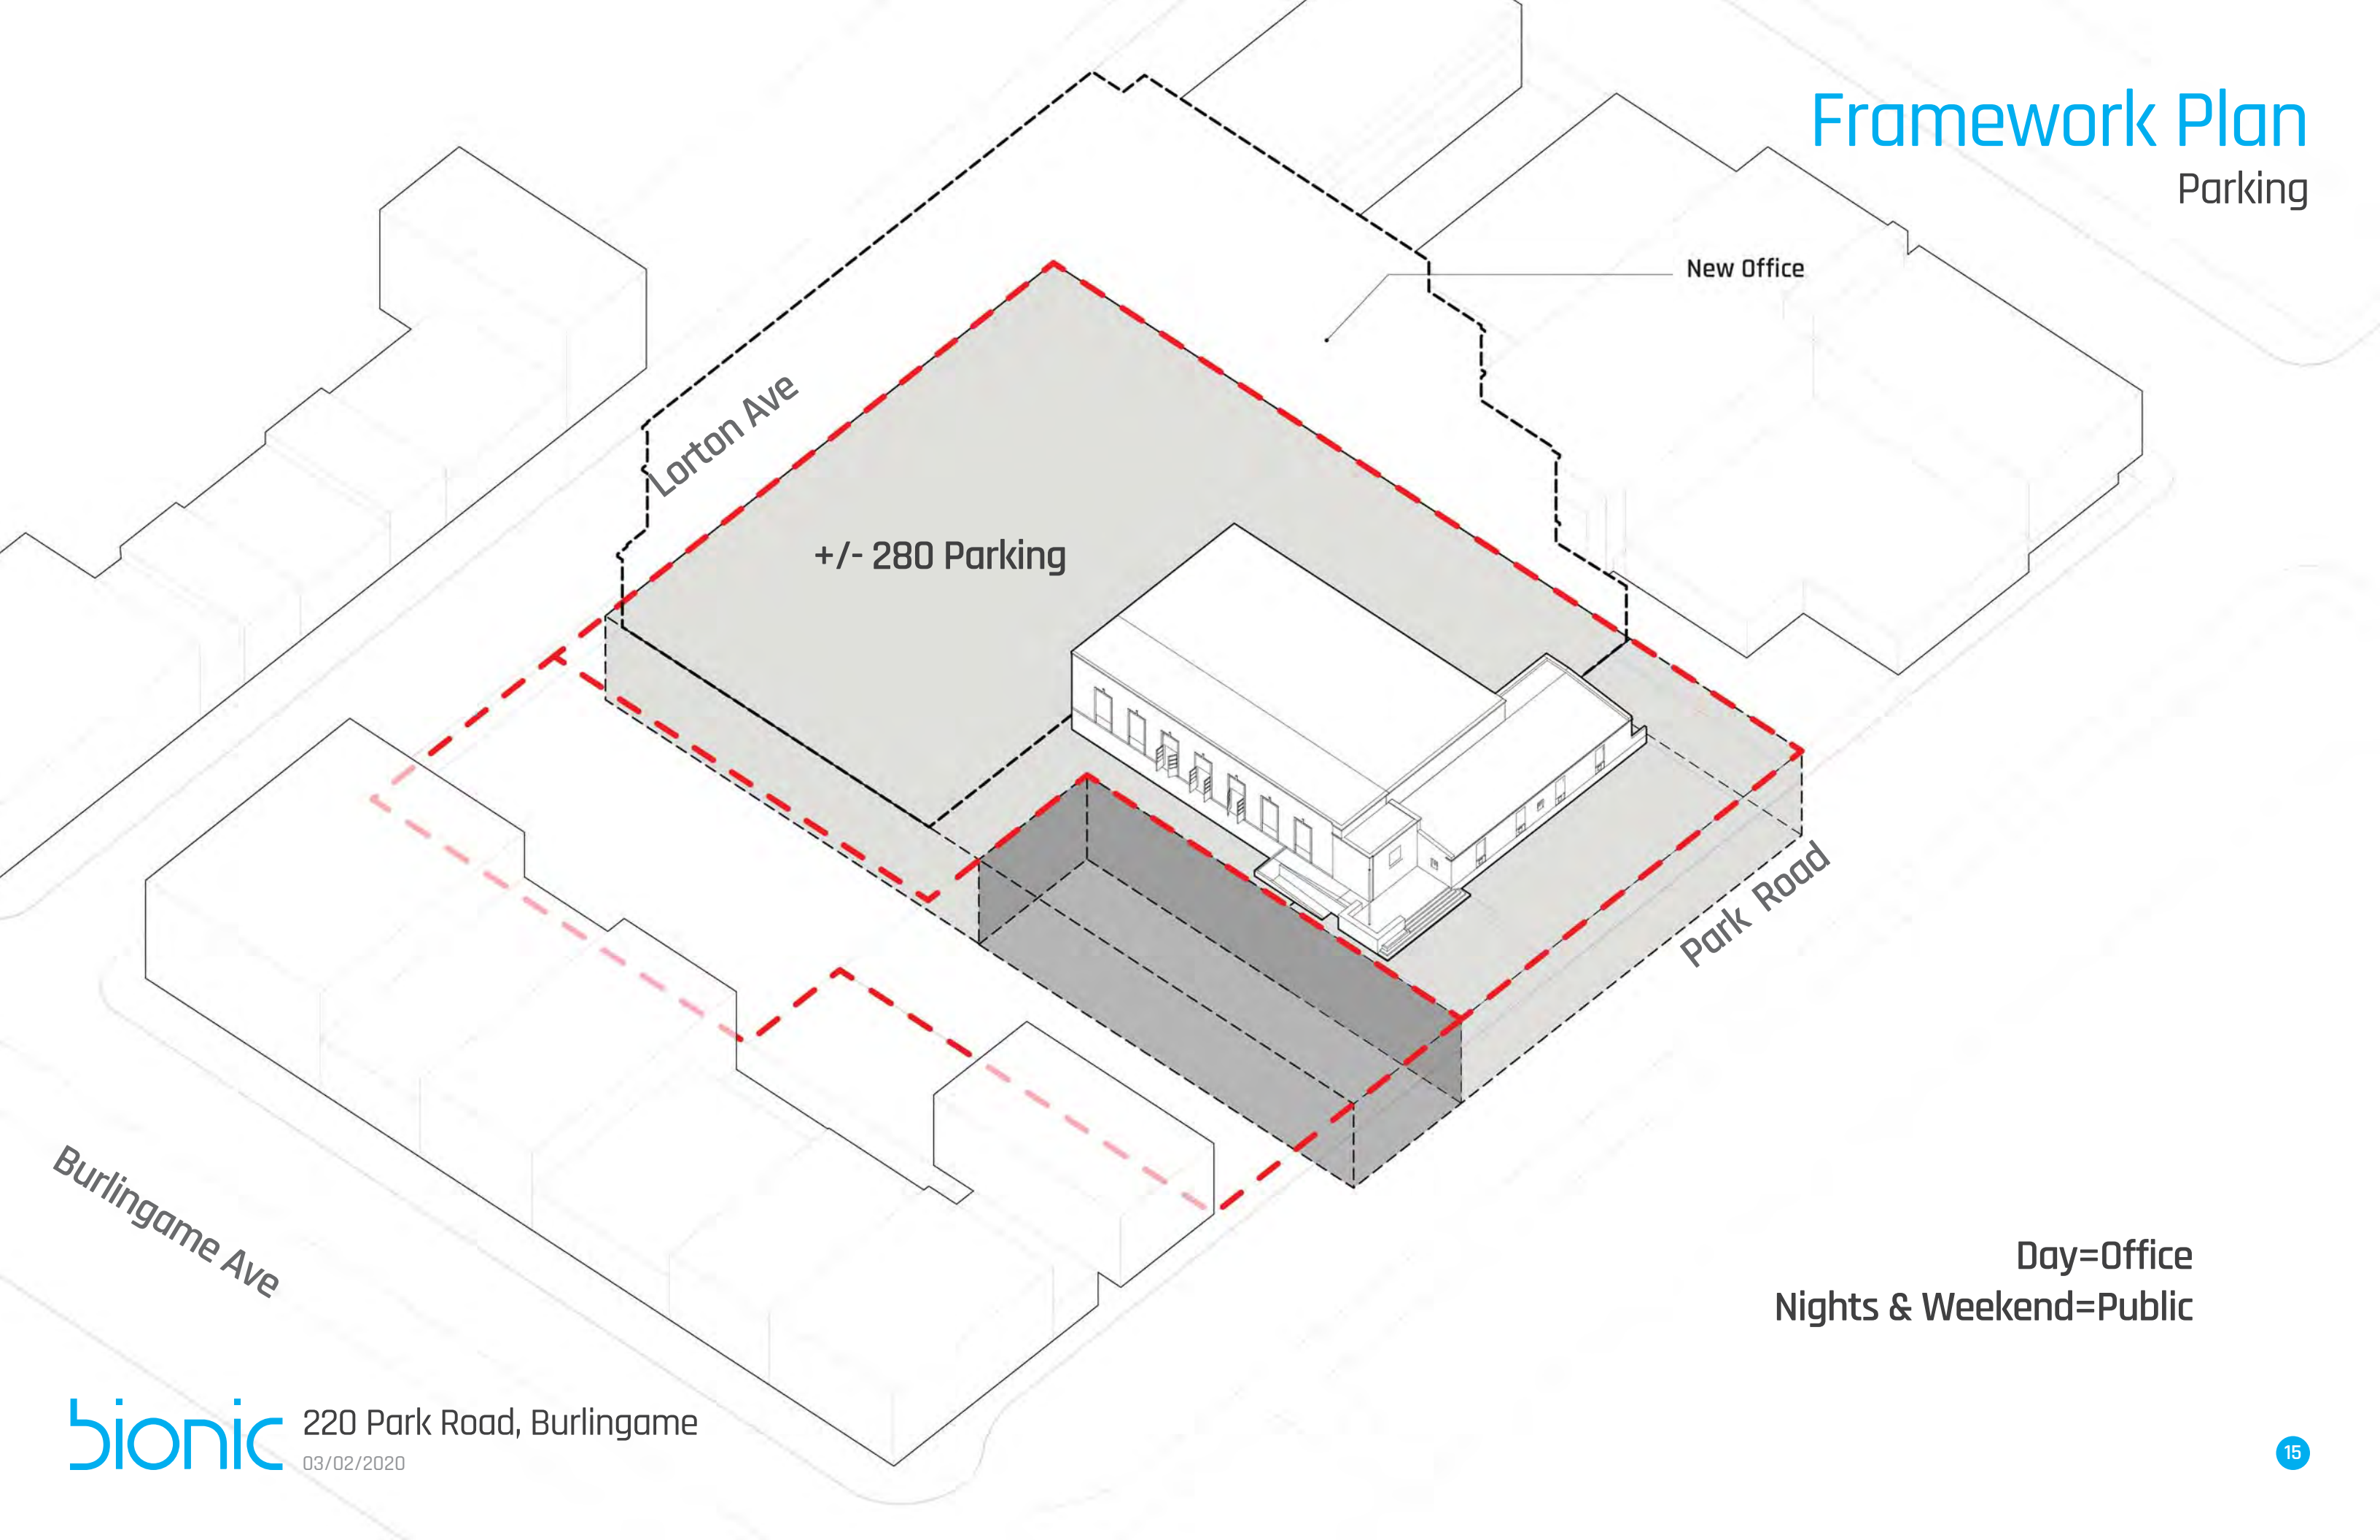 Framework Plan
Parking
New Office
Lorton Ave
+/- 280 Parking
Park Road
Burlingame Ave
Day=Office
Nights & Weekend=Public
bionic
220 Park Road, Burlingame
03/02/2020
15